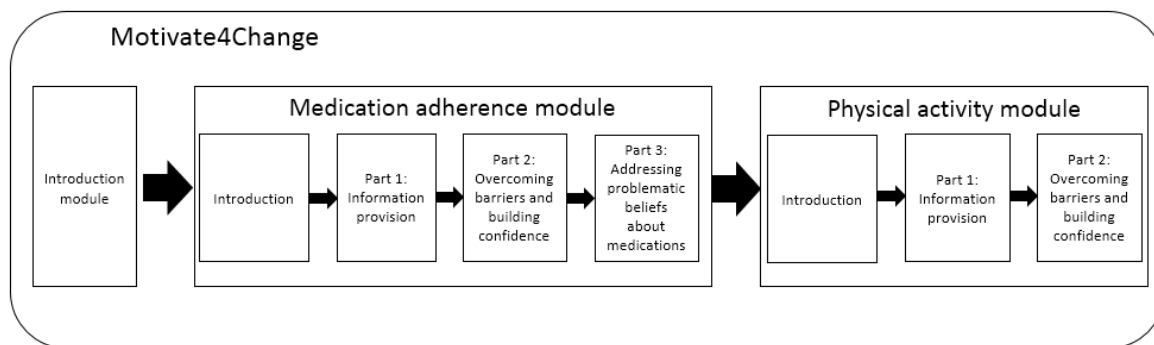 Motivate4Change
Introduction
module
Medication adherence module
Introduction
Part 1:
Information
provision
Part 2:
Overcoming
barriers and
building
confidence
Part 3:
Addressing
problematic
beliefs
about
medications
Physical activity module
Introduction
Part 1:
Information
provision
Part 2:
Overcoming
barriers and
building
confidence